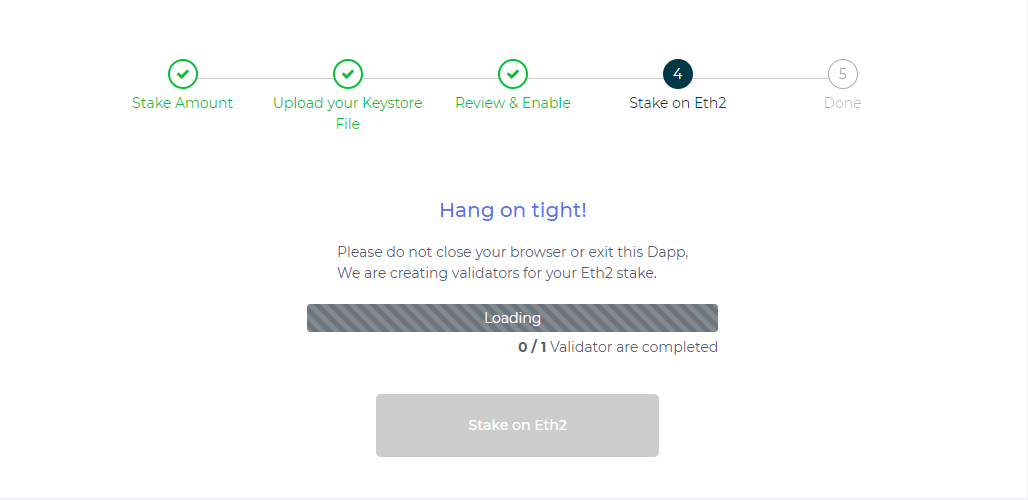 4
5
Stake Amount
Upload your Keystore
File
Review & Enable
Stake on Eth2
Done
Hang on tight!
Please do not close your browser or exit this Dapp,
We are creating validators for your Eth2 stake.
Loading
0 / 1 Validator are completed
Stake on Eth2